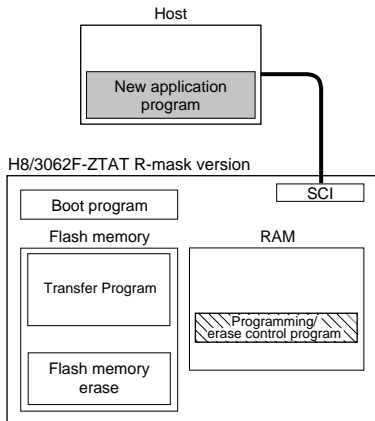 Host
New application
program
H8/3062F-ZTAT R-mask version
SCI
Boot program
Flash memory
RAM
Transfer Program
Programming/
erase control program
Flash memory
erase